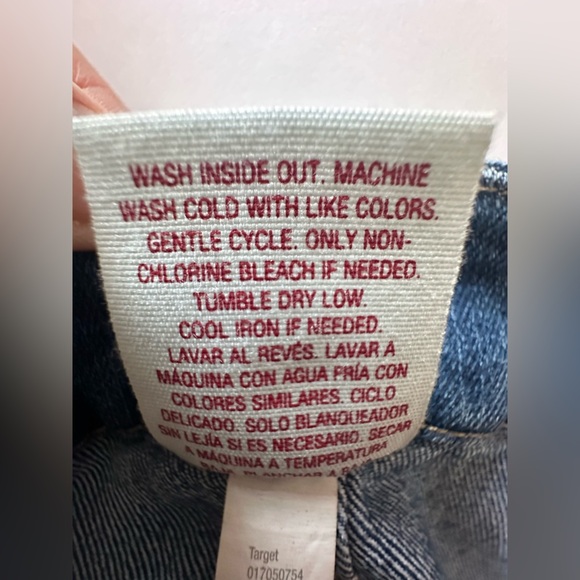 WASH INSIDE OUT. MACHINE
WASH COLD WITH LIKE COLORS.
GENTLE CYCLE. ONLY NON-
CHLORINE BLEACH IF NEEDED.
TUMBLE DRY LOW.
COOL IRON IF NEEDED.
LAVAR AL REVÉS. LAVAR A
MÁQUINA CON AGUA FRÍA CON
COLORES SIMILARES. CICLO
DELICADO. SOLO BLANQUEADOR
SIN LEJÍA SI ES NECESARIO. SECAR
A MÁQUINA A TEMPERATURA
BAJA. PLANCHAR A
Target
017050754